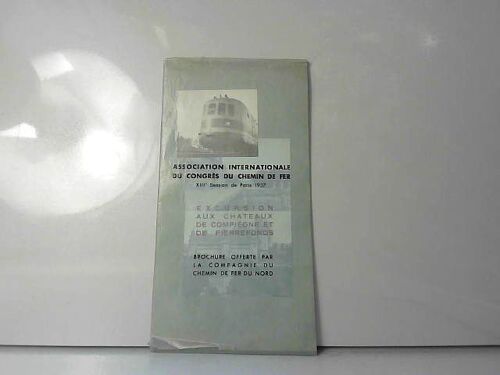 ASSOCIATION INTERNATIONALE
DU CONGRÈS DU CHEMIN DE FER
XIIIe Session de Paris 1937
EXCURSION
AUX CHATEAUX
DE COMPIÈGNE ET
DE PIERREFONDS
BROCHURE OFFERTE PAR
LA COMPAGNIE DU
CHEMIN DE FER DU NORD